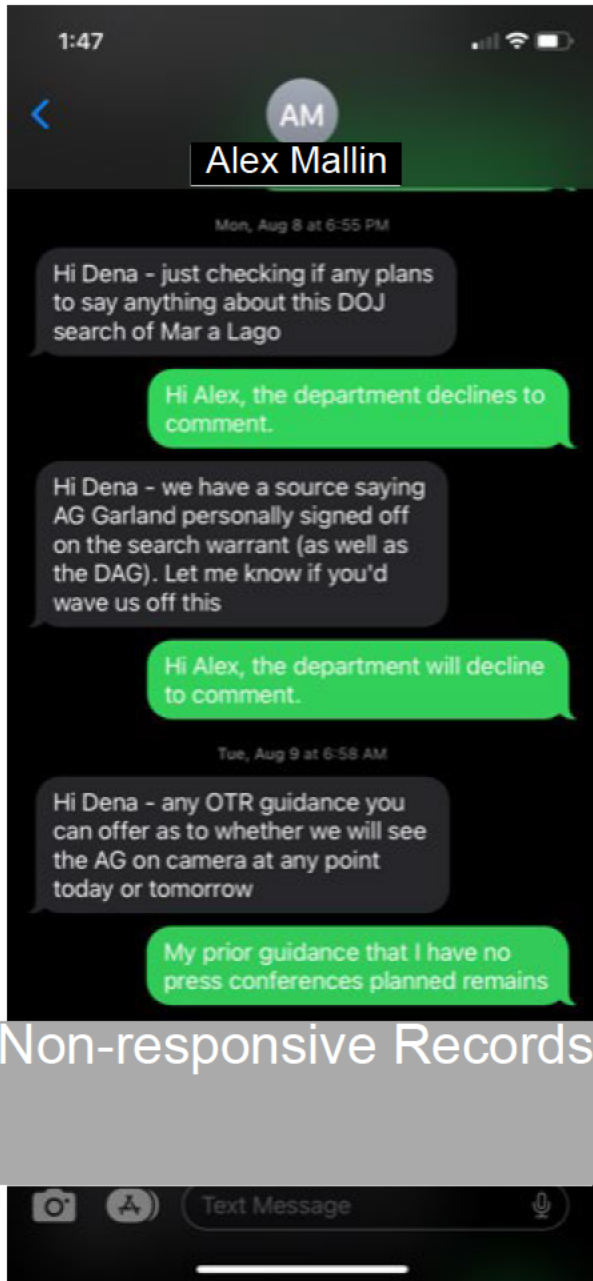 1:47
AM
Alex Mallin
Mon, Aug 8 at 6:55 PM
Hi Dena - just checking if any plans
to say anything about this DOJ
search of Mar a Lago
Hi Alex, the department declines to
comment.
Hi Dena - we have a source saying
AG Garland personally signed off
on the search warrant (as well as
the DAG). Let me know if you'd
wave us off this
Hi Alex, the department will decline
to comment.
Tue, Aug 9 at 6:58 AM
Hi Dena - any OTR guidance you
can offer as to whether we will see
the AG on camera at any point
today or tomorrow
My prior guidance that I have no
press conferences planned remains
Non-responsive Records
Text Message